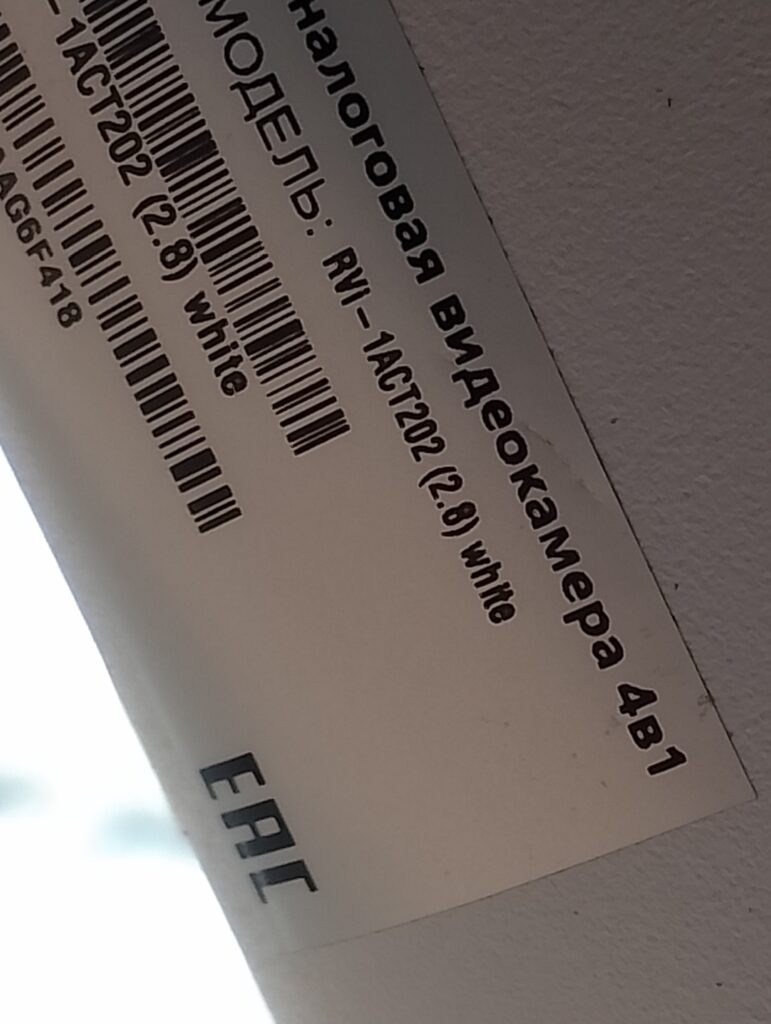 налоговая видеокамера 4в1
МОДЕЛЬ: RVi-1ACT202 (2.8) white
-1ACT202 (2.8) white
AG6F418
EAC